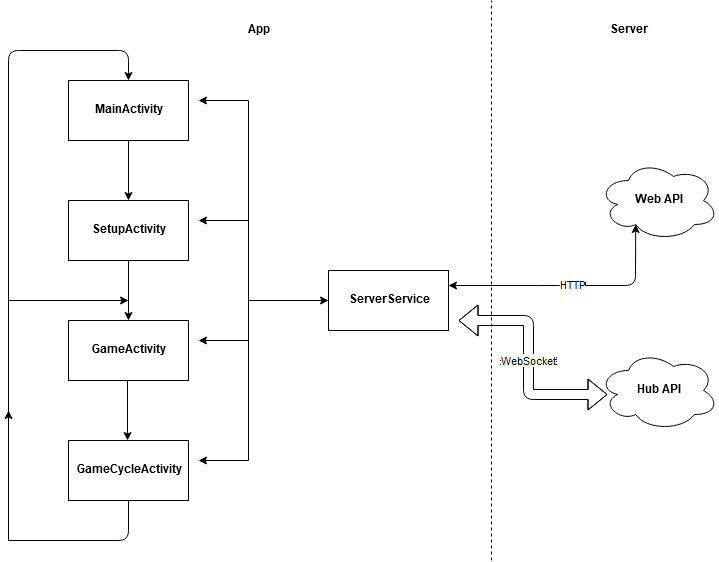 App
Server
MainActivity
Web API
SetupActivity
HTTP
ServerService
GameActivity
WebSocket
Hub API
GameCycleActivity